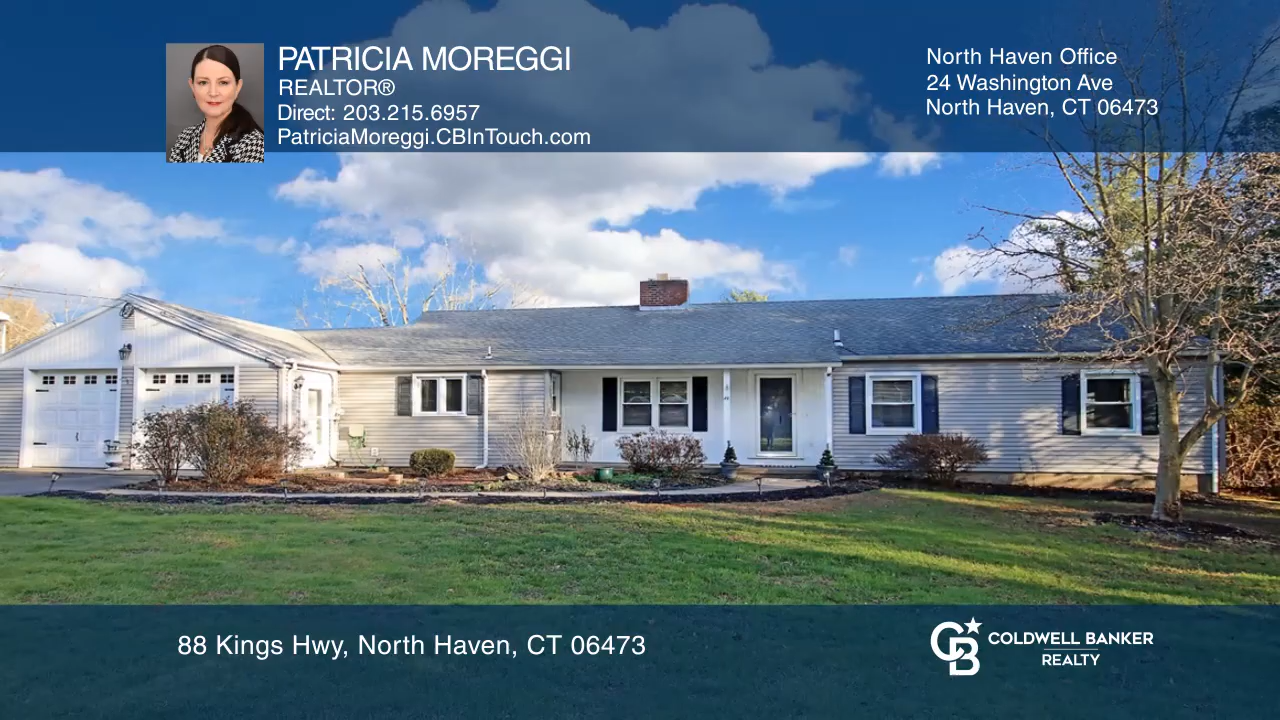 PATRICIA MOREGGI
REALTOR®
Direct: 203.215.6957
PatriciaMoreggi.CBInTouch.com
North Haven Office
24 Washington Ave
North Haven, CT 06473
88 Kings Hwy, North Haven, CT 06473
CB
COLDWELL BANKER
REALTY